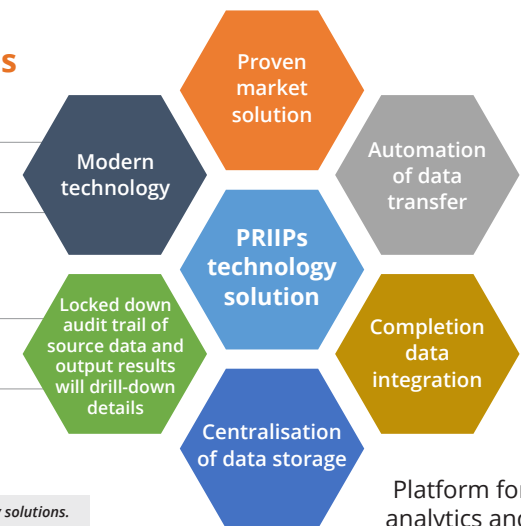 s
Proven
market
solution
Modern
technology
Automation
of data
transfer
PRIIPs
technology
solution
Locked down
audit trail of
source data and
output results
will drill-down
details
Completion
data
integration
Centralisation
of data storage
y solutions.
Platform for
analytics and